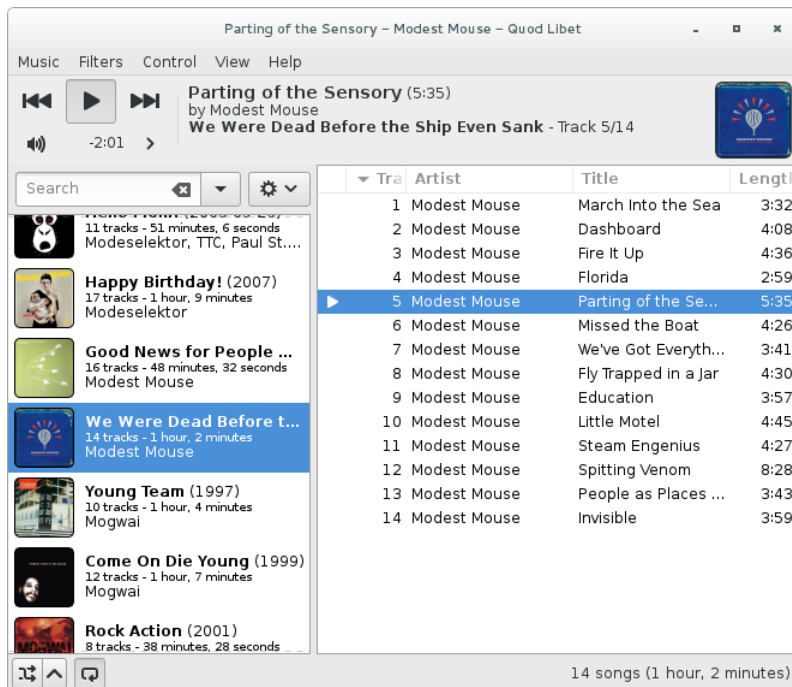 Parting of the Sensory – Modest Mouse – Quod Libet
Music Filters Control View Help
Parting of the Sensory (5:35)
by Modest Mouse
We Were Dead Before the Ship Even Sank - Track 5/14
-2:01
Search
11 tracks - 51 minutes, 6 seconds
Modeselektor, TTC, Paul St....
Happy Birthday! (2007)
17 tracks - 1 hour, 9 minutes
Modeselektor
Good News for People ...
16 tracks - 48 minutes, 32 seconds
Modest Mouse
We Were Dead Before t...
14 tracks - 1 hour, 2 minutes
Modest Mouse
Young Team (1997)
10 tracks - 1 hour, 4 minutes
Mogwai
Come On Die Young (1999)
12 tracks - 1 hour, 7 minutes
Mogwai
Rock Action (2001)
8 tracks - 38 minutes, 28 seconds
Tra Artist Title Lengt
1 Modest Mouse March Into the Sea 3:32
2 Modest Mouse Dashboard 4:08
3 Modest Mouse Fire It Up 4:36
4 Modest Mouse Florida 2:59
5 Modest Mouse Parting of the Se... 5:35
6 Modest Mouse Missed the Boat 4:26
7 Modest Mouse We've Got Everyth... 3:41
8 Modest Mouse Fly Trapped in a Jar 4:30
9 Modest Mouse Education 3:57
10 Modest Mouse Little Motel 4:45
11 Modest Mouse Steam Engenius 4:27
12 Modest Mouse Spitting Venom 8:28
13 Modest Mouse People as Places ... 3:43
14 Modest Mouse Invisible 3:59
14 songs (1 hour, 2 minutes)